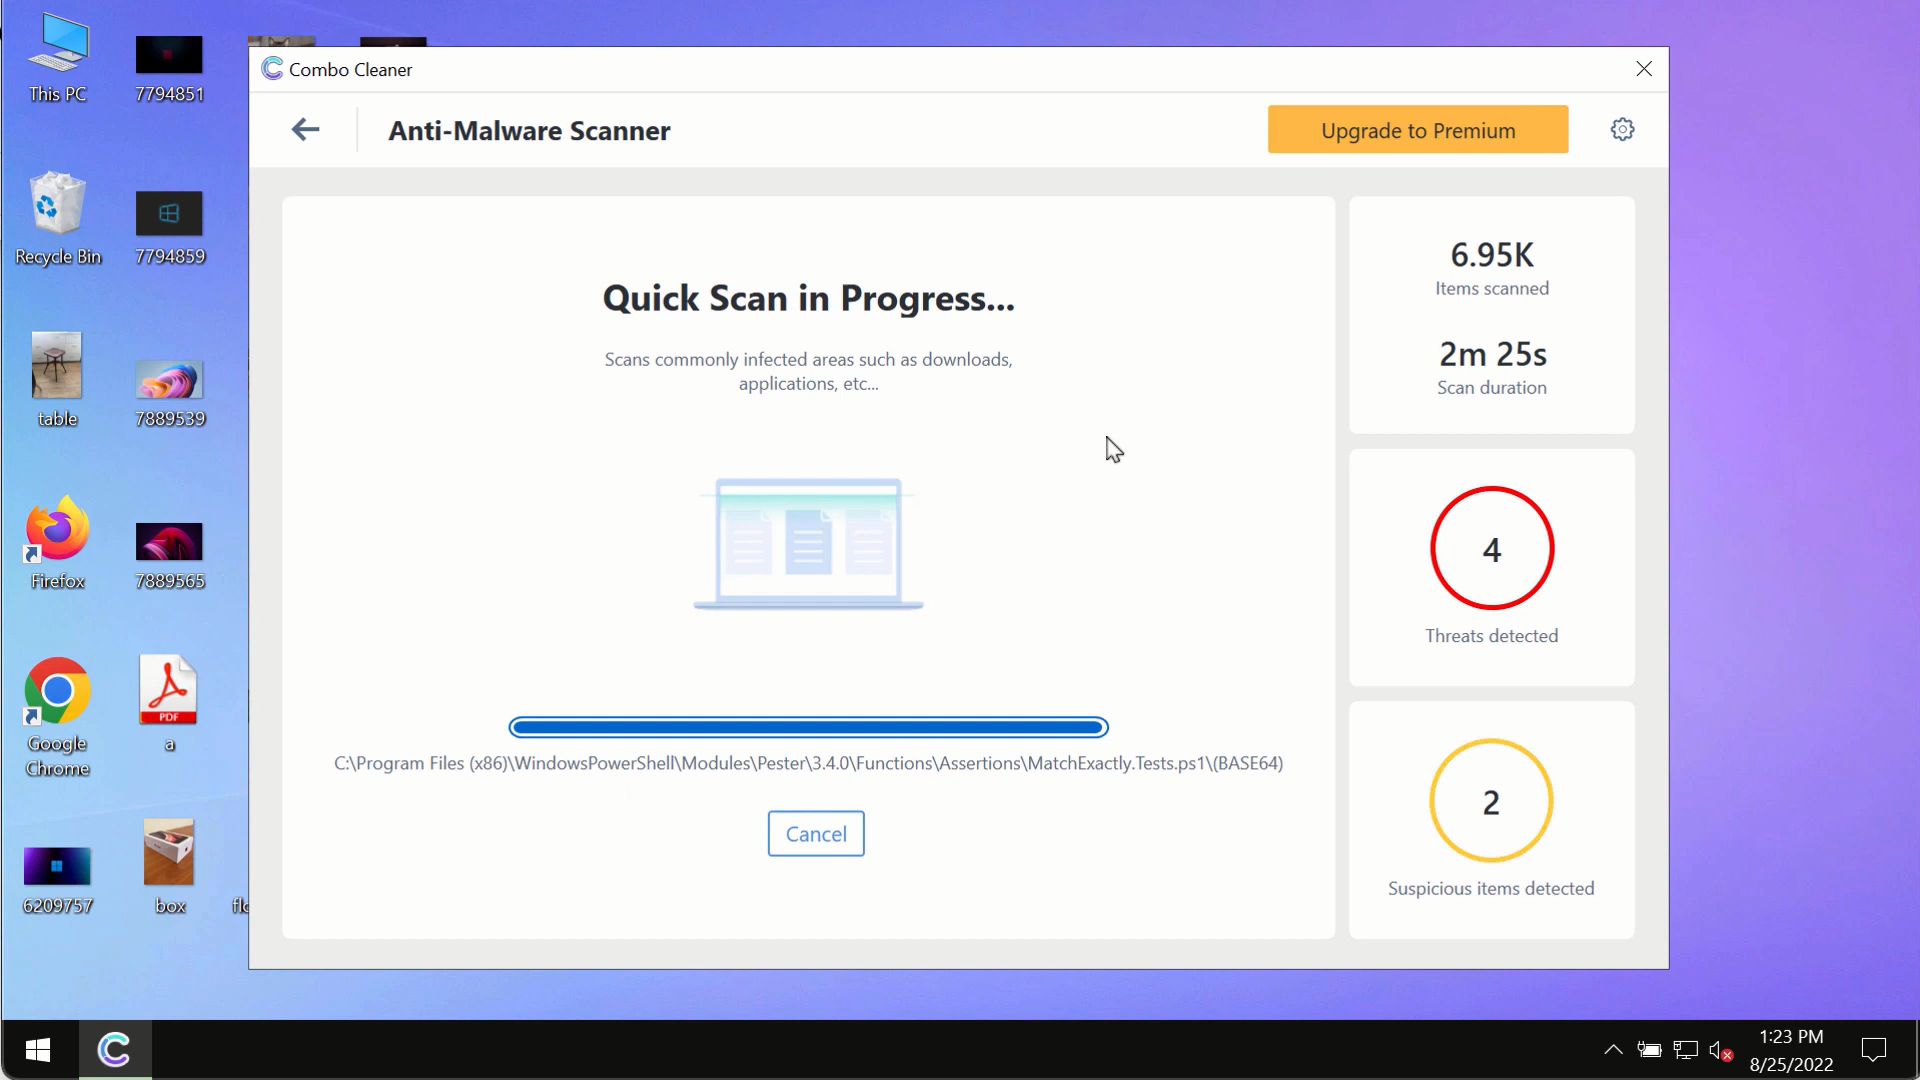 This PC
7794851
Recycle Bin
7794859
table
7889539
Firefox
7889565
Google
Chrome
a
PDF
6209757
box
Combo Cleaner
Anti-Malware Scanner
Upgrade to Premium
Quick Scan in Progress...
Scans commonly infected areas such as downloads,
applications, etc...
C:\Program Files (x86)\WindowsPowerShell\Modules\Pester\3.4.0\Functions\Assertions\MatchExactly.Tests.ps1\(BASE64)
Cancel
6.95K
Items scanned
2m 25s
Scan duration
4
Threats detected
2
Suspicious items detected
1:23 PM
8/25/2022